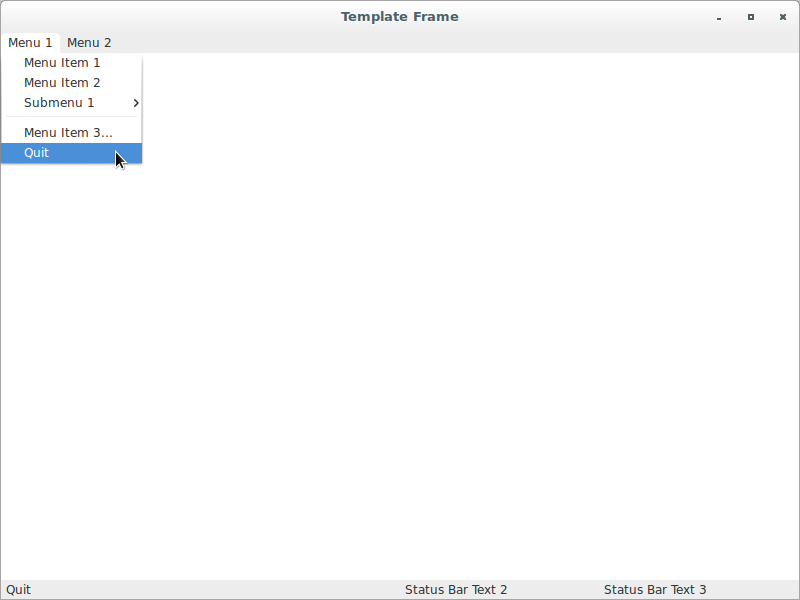 Template Frame
Menu 1 Menu 2
Menu Item 1
Menu Item 2
Submenu 1
Menu Item 3...
Quit
Quit Status Bar Text 2 Status Bar Text 3